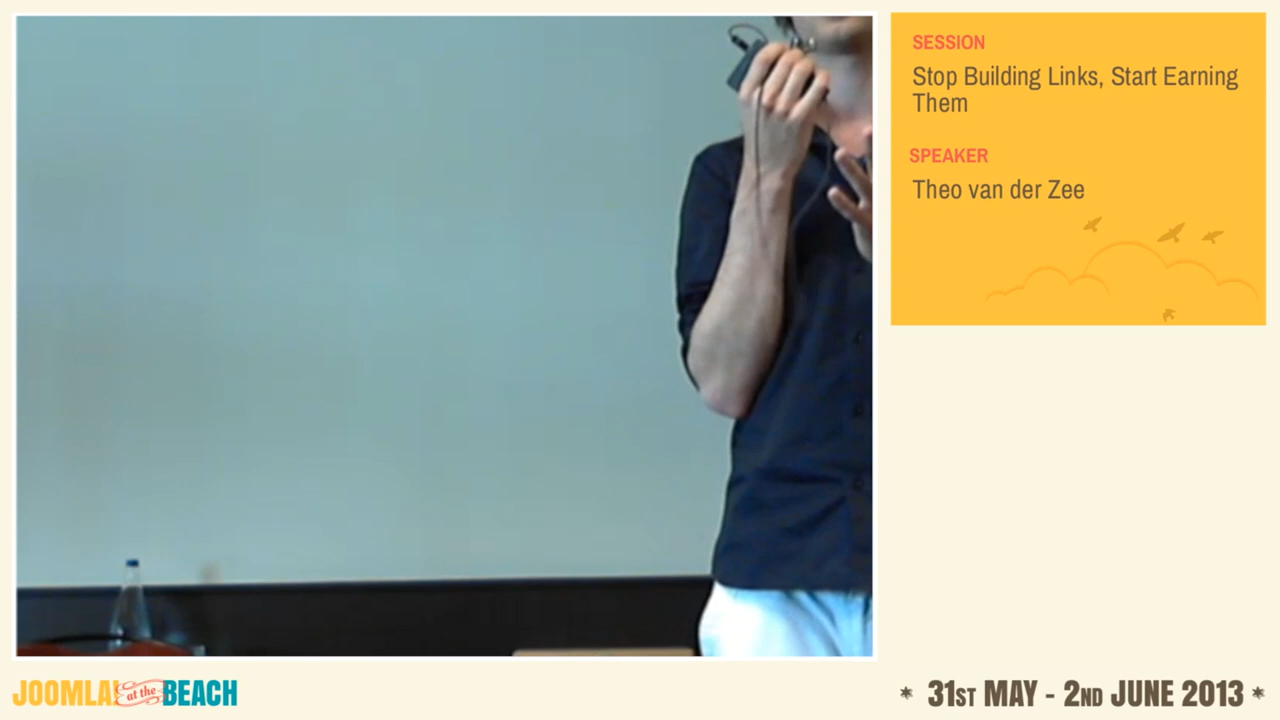 SESSION
Stop Building Links, Start Earning
Them
SPEAKER
Theo van der Zee
JOOMLA! at the BEACH
* 31ST MAY - 2ND JUNE 2013 *